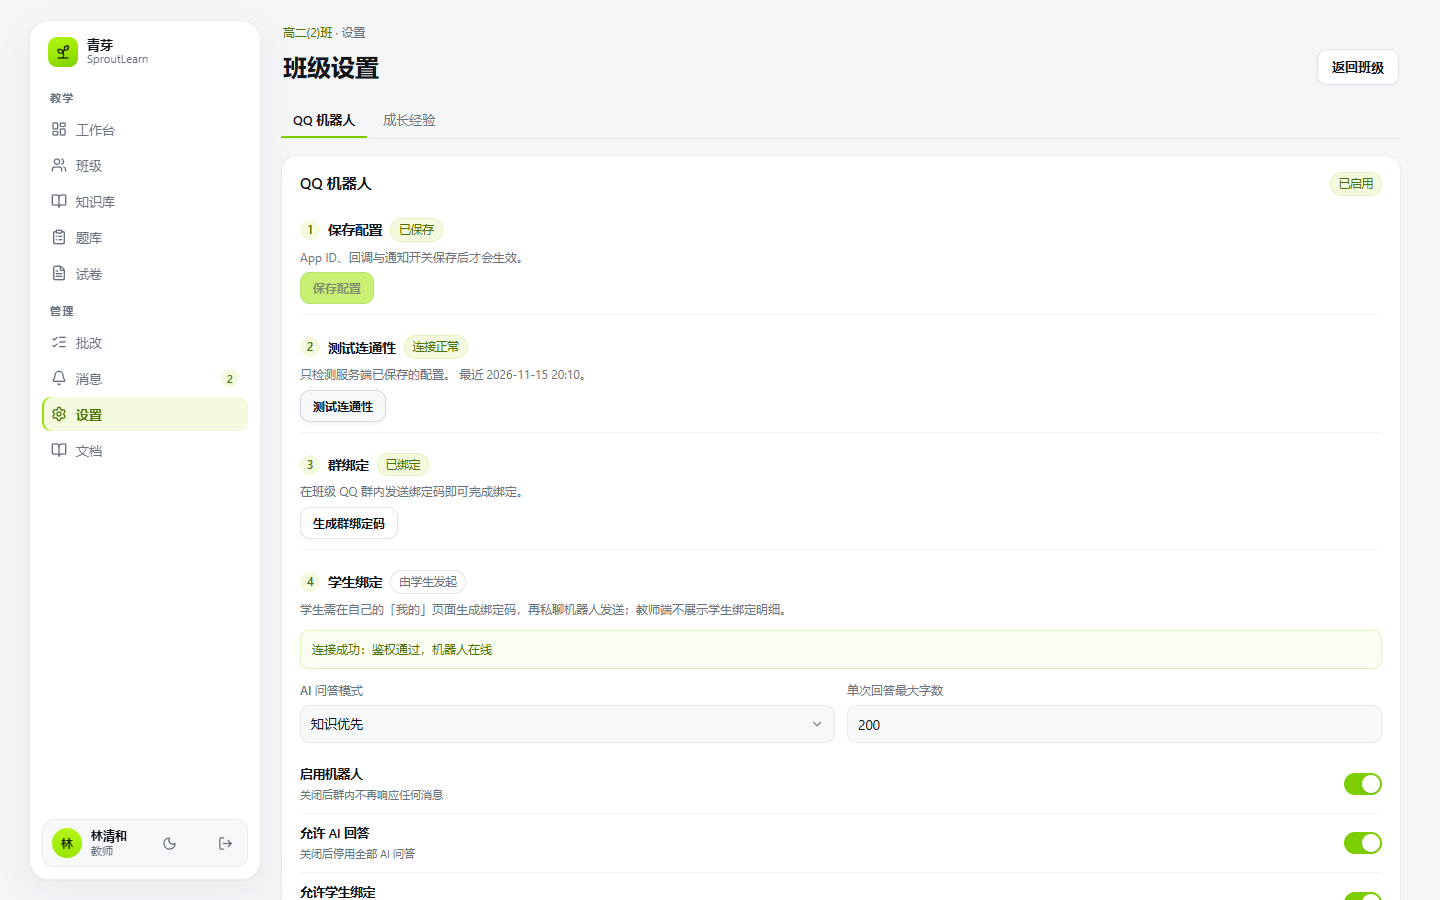 青芽
SproutLearn
教学
工作台
班级
知识库
题库
试卷
管理
批改
消息 2
设置
文档
林
林清和
教师
高二(2)班 · 设置
班级设置
返回班级
QQ 机器人
成长经验
QQ 机器人
已启用
1 保存配置 已保存
App ID、回调与通知开关保存后才会生效。
保存配置
2 测试连通性 连接正常
只检测服务端已保存的配置。 最近 2026-11-15 20:10。
测试连通性
3 群绑定 已绑定
在班级 QQ 群内发送绑定码即可完成绑定。
生成群绑定码
4 学生绑定 由学生发起
学生需在自己的「我的」页面生成绑定码，再私聊机器人发送；教师端不展示学生绑定明细。
连接成功：鉴权通过，机器人在线
AI 问答模式
知识优先
单次回答最大字数
200
启用机器人
关闭后群内不再响应任何消息
允许 AI 回答
关闭后停用全部 AI 问答
允许学生绑定